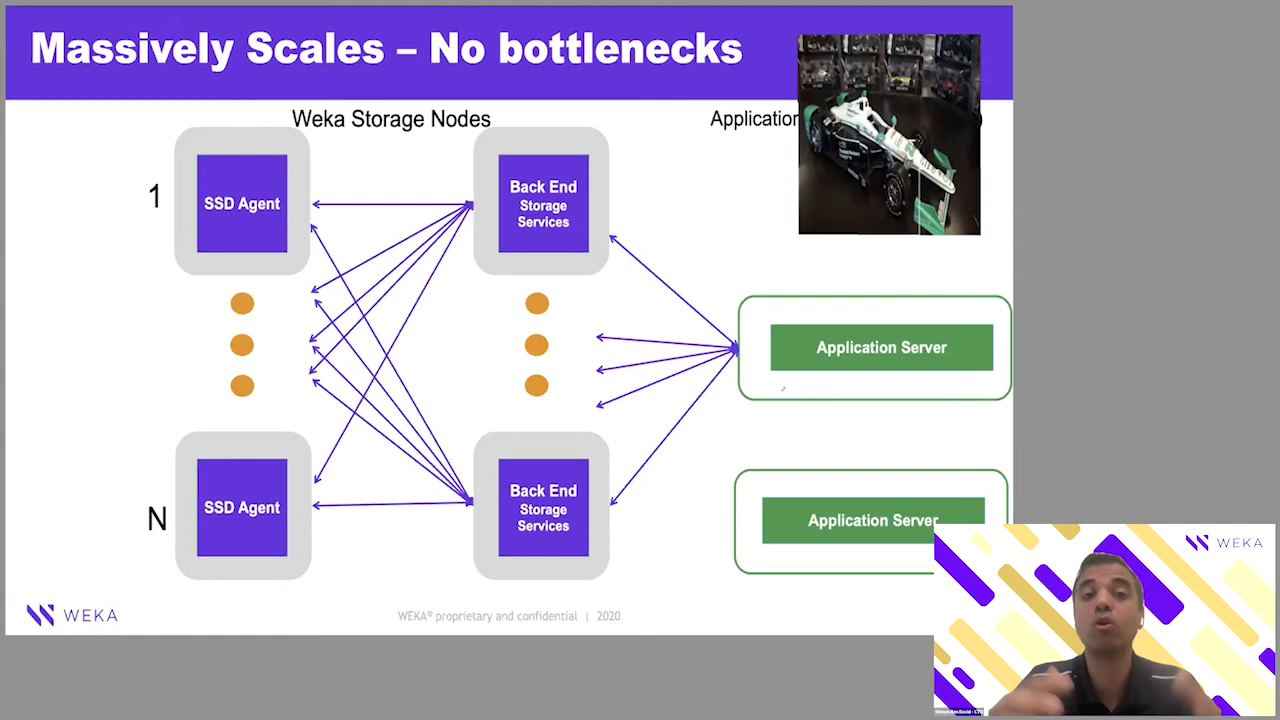 Massively Scales – No bottlenecks
Weka Storage Nodes
Application
1
SSD Agent
Back End
Storage
Services
Application Server
N
SSD Agent
Back End
Storage
Services
Application Server
WEKA
WEKA® proprietary and confidential | 2020
WEKA